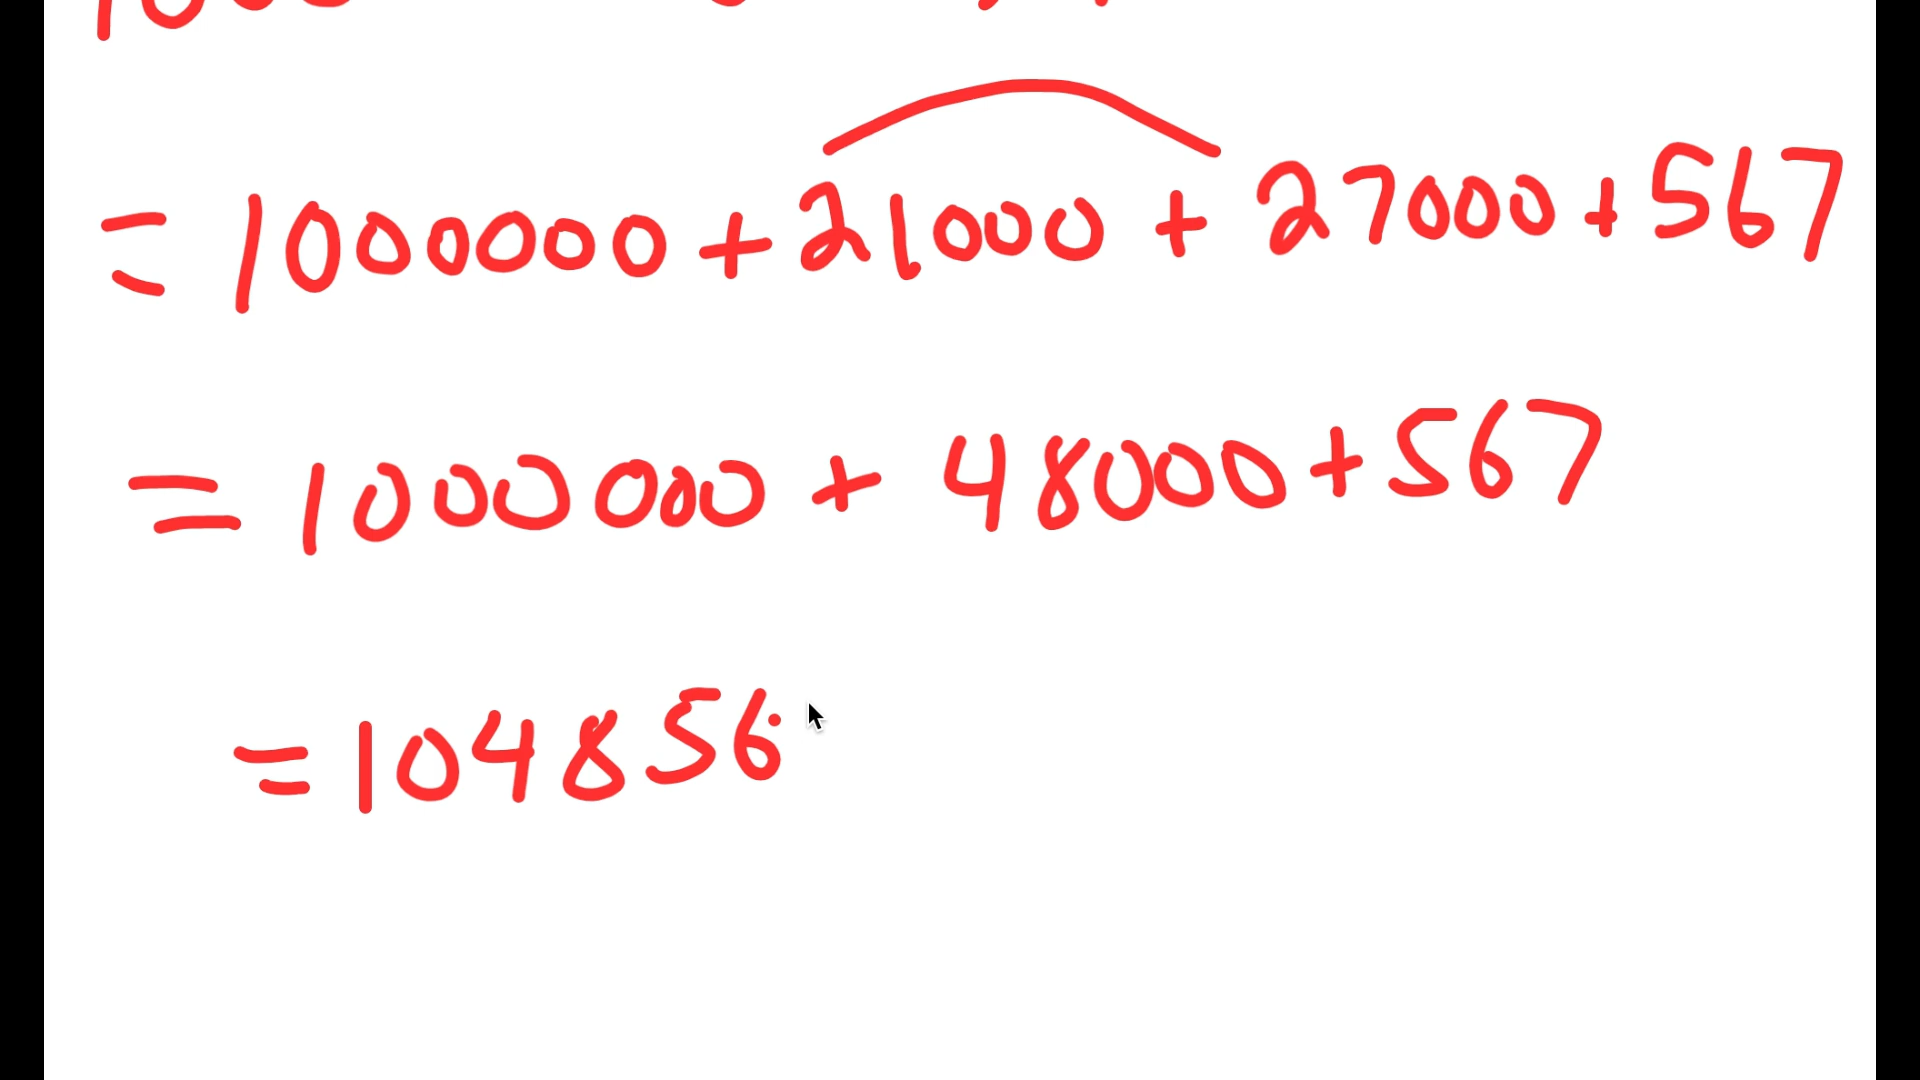 = 1000000 + 21000 + 27000 + 567
= 1000000 + 48000 + 567
= 104856